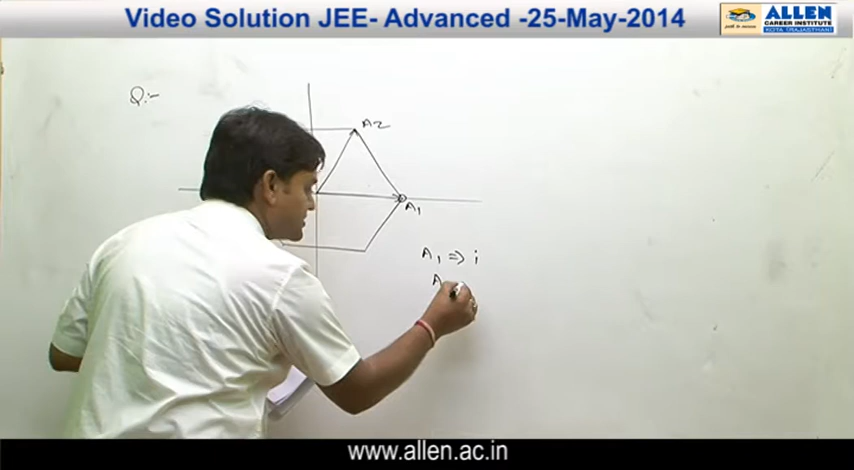 Video Solution JEE- Advanced -25-May-2014
ALLEN
CAREER INSTITUTE
KOTA (RAJASTHAN)
Q:-
A2
A1
A1 => i
A
www.allen.ac.in